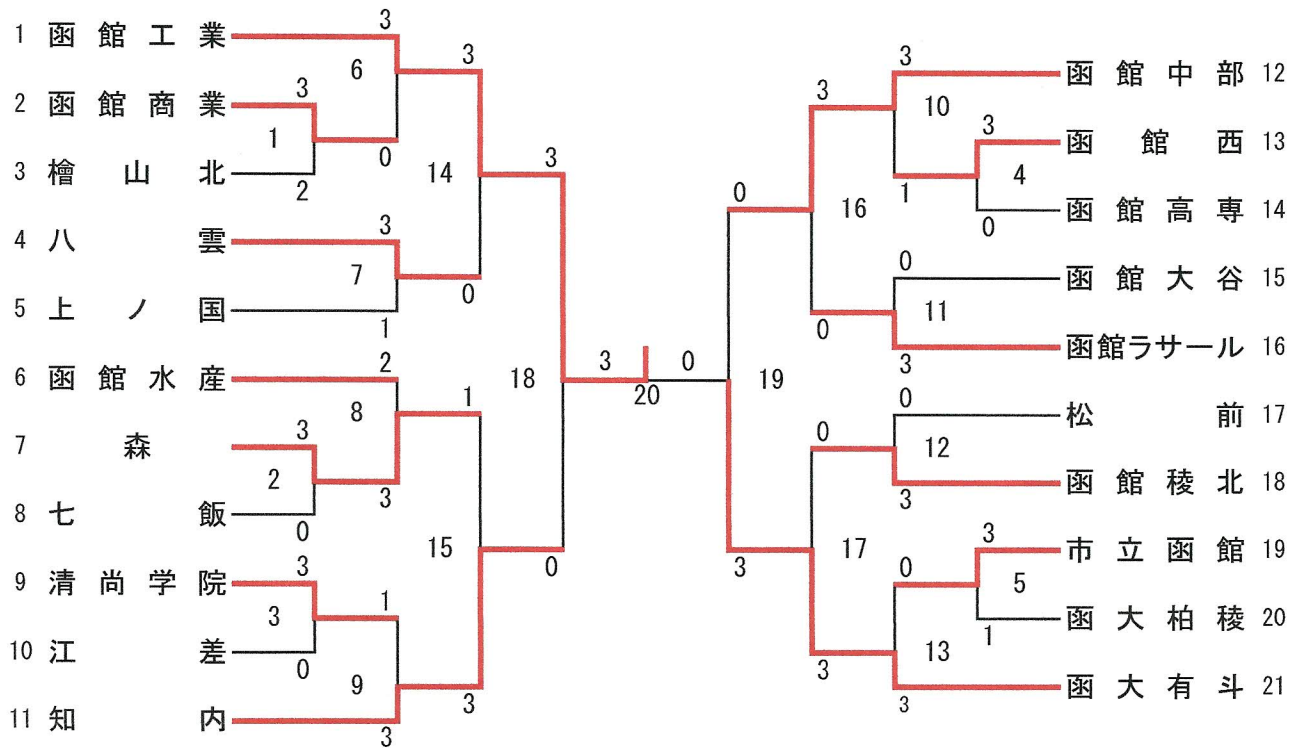 1 函館工業
2 函館商業
3 檜山北
4 八雲
5 上ノ国
6 函館水産
7 森
8 七飯
9 清尚学院
10 江差
11 知内
3
6
3
1
2
0
3
14
3
7
1
0
2
8
3
2
0
3
1
15
3
3
0
1
9
3
3
3
18
0
3
20
0
0
19
3
3
16
0
0
17
3
3
10
1
3
4
0
0
11
3
0
12
3
0
13
3
3
5
1
函館中部 12
函館西 13
函館高専 14
函館大谷 15
函館ラサール 16
松前 17
函館稜北 18
市立函館 19
函大柏稜 20
函大有斗 21